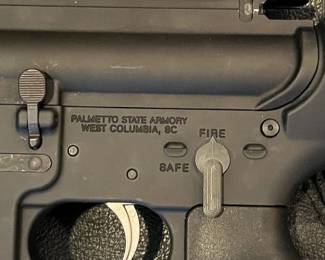 PALMETTO STATE ARMORY
WEST COLUMBIA, SC
FIRE
SAFE